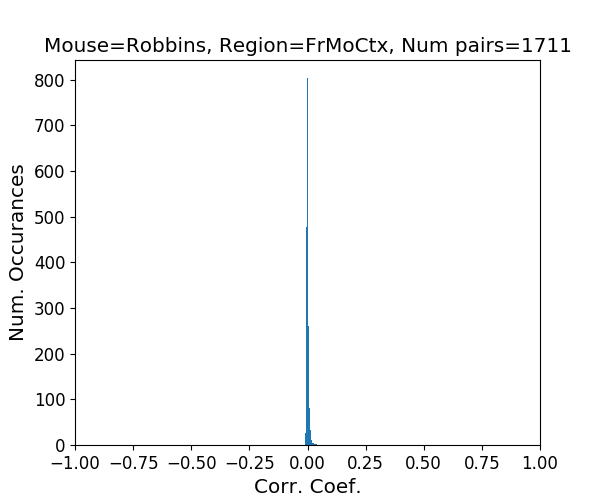 Mouse=Robbins, Region=FrMoCtx, Num pairs=1711
800
700
600
500
400
300
200
100
0
Num. Occurances
−1.00 −0.75 −0.50 −0.25 0.00 0.25 0.50 0.75 1.00
Corr. Coef.